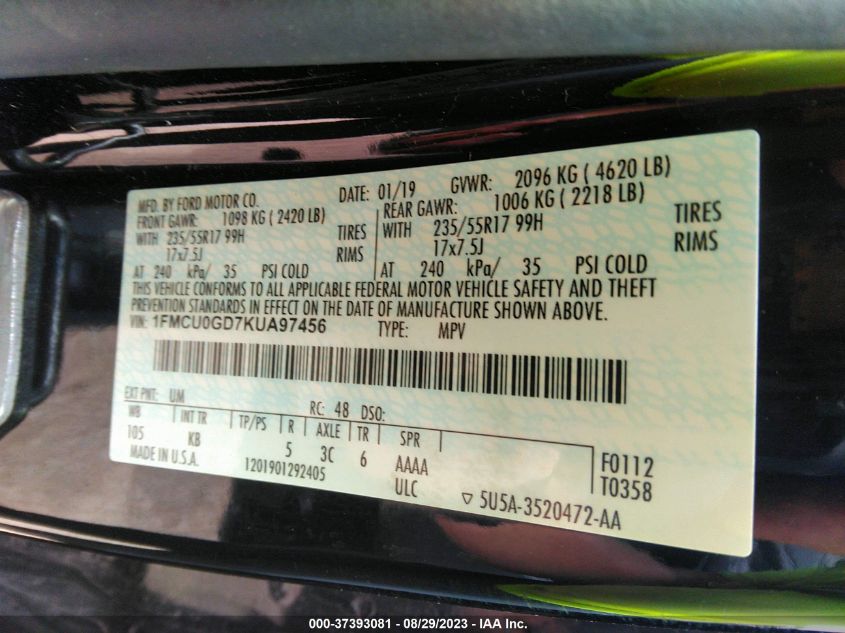 MFD. BY FORD MOTOR CO. DATE: 01/19 GVWR: 2096 KG ( 4620 LB)
FRONT GAWR: 1098 KG ( 2420 LB) REAR GAWR: 1006 KG ( 2218 LB)
WITH 235/55R17 99H TIRES WITH 235/55R17 99H TIRES
17x7.5J RIMS 17x7.5J RIMS
AT 240 kPa/ 35 PSI COLD AT 240 kPa/ 35 PSI COLD
THIS VEHICLE CONFORMS TO ALL APPLICABLE FEDERAL MOTOR VEHICLE SAFETY AND THEFT
PREVENTION STANDARDS IN EFFECT ON THE DATE OF MANUFACTURE SHOWN ABOVE.
VIN: 1FMCU0GD7KUA97456 TYPE: MPV
EXT PNT: UM RC: 48 DSO:
WB INT TR TP/PS R AXLE TR SPR
105 KB 5 3C 6 AAAA F0112
MADE IN U.S.A. 1201901292405 ULC T0358
▽ 5U5A-3520472-AA
000-37393081 - 08/29/2023 - IAA Inc.